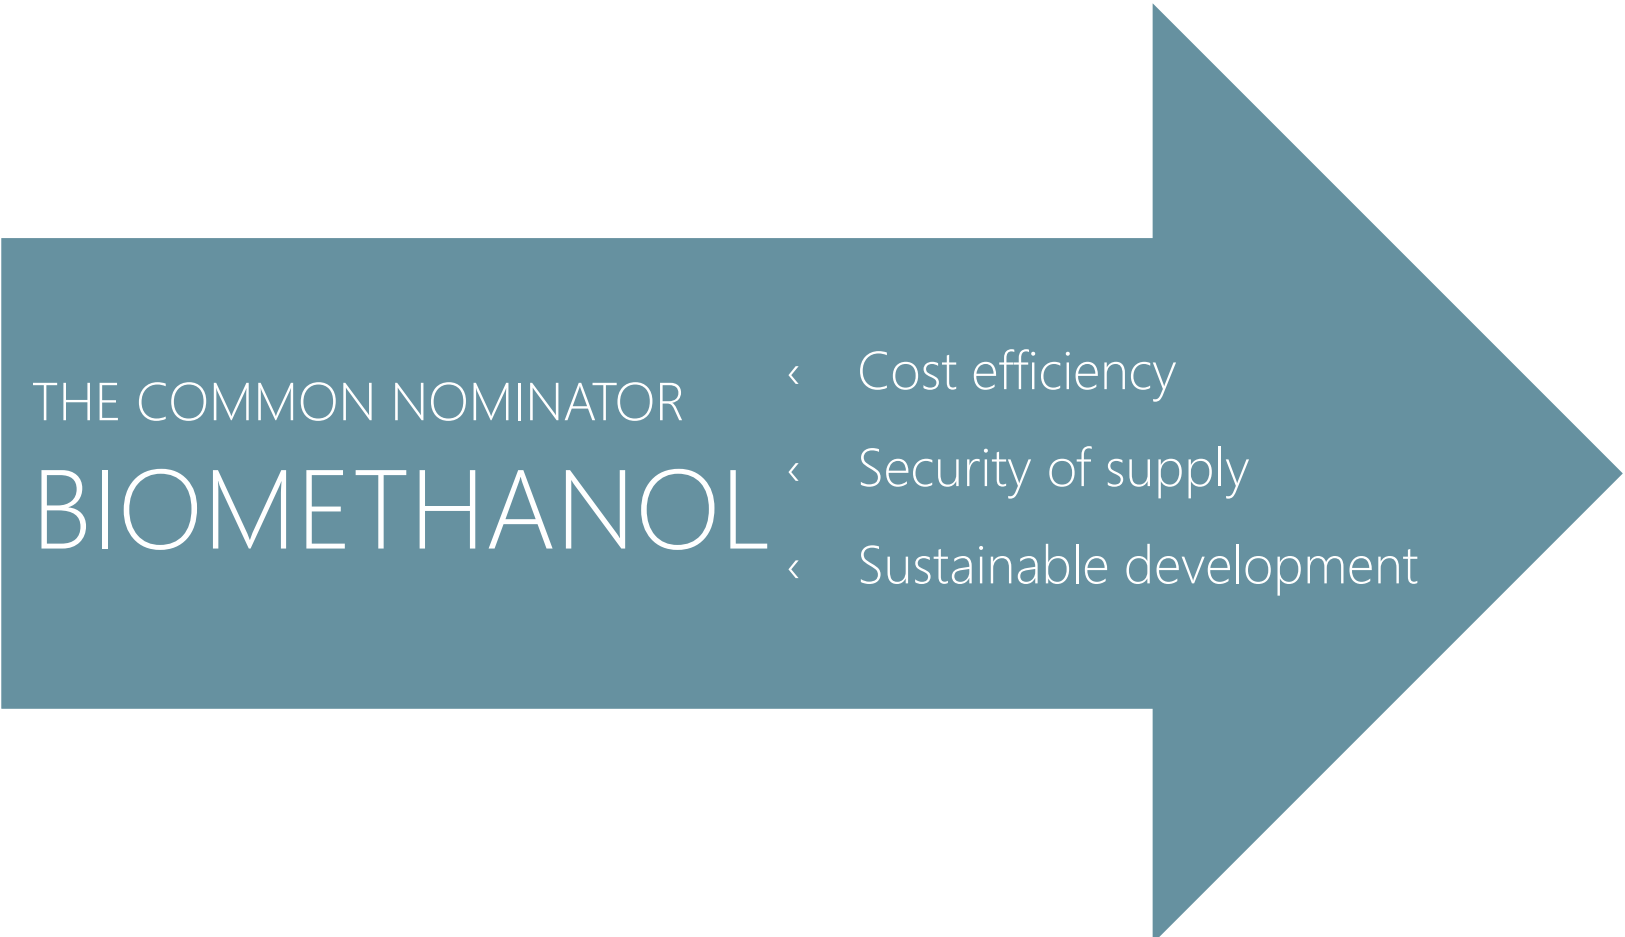 THE COMMON NOMINATOR
BIOMETHANOL
‹ Cost efficiency
‹ Security of supply
‹ Sustainable development